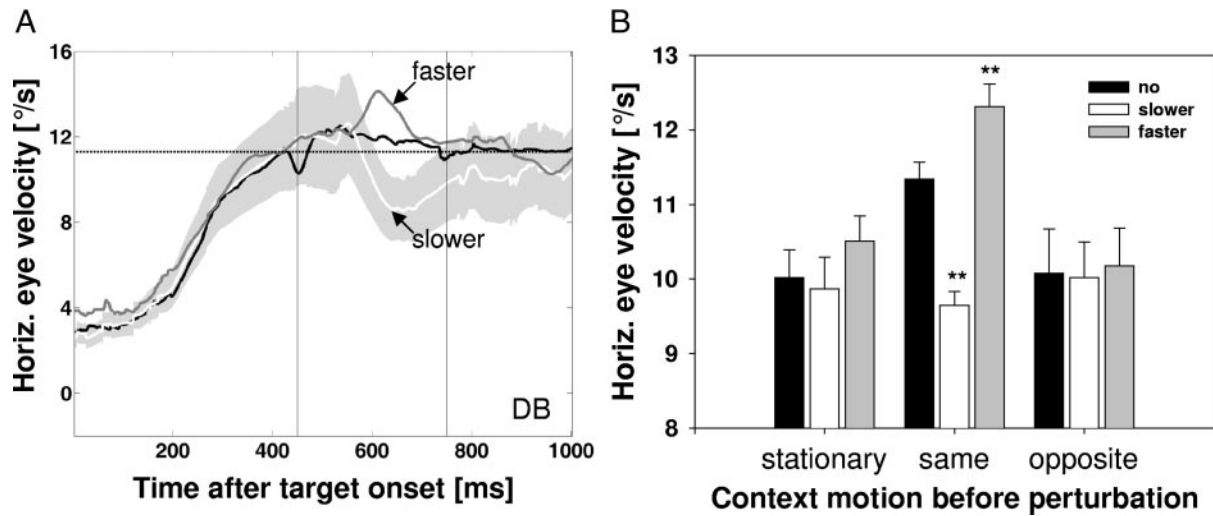 A
Horiz. eye velocity [°/s]
16
12
8
4
0
faster
slower
DB
200
400
600
800
1000
Time after target onset [ms]
B
Horiz. eye velocity [°/s]
13
12
11
10
9
8
**
**
no
slower
faster
stationary
same
opposite
Context motion before perturbation